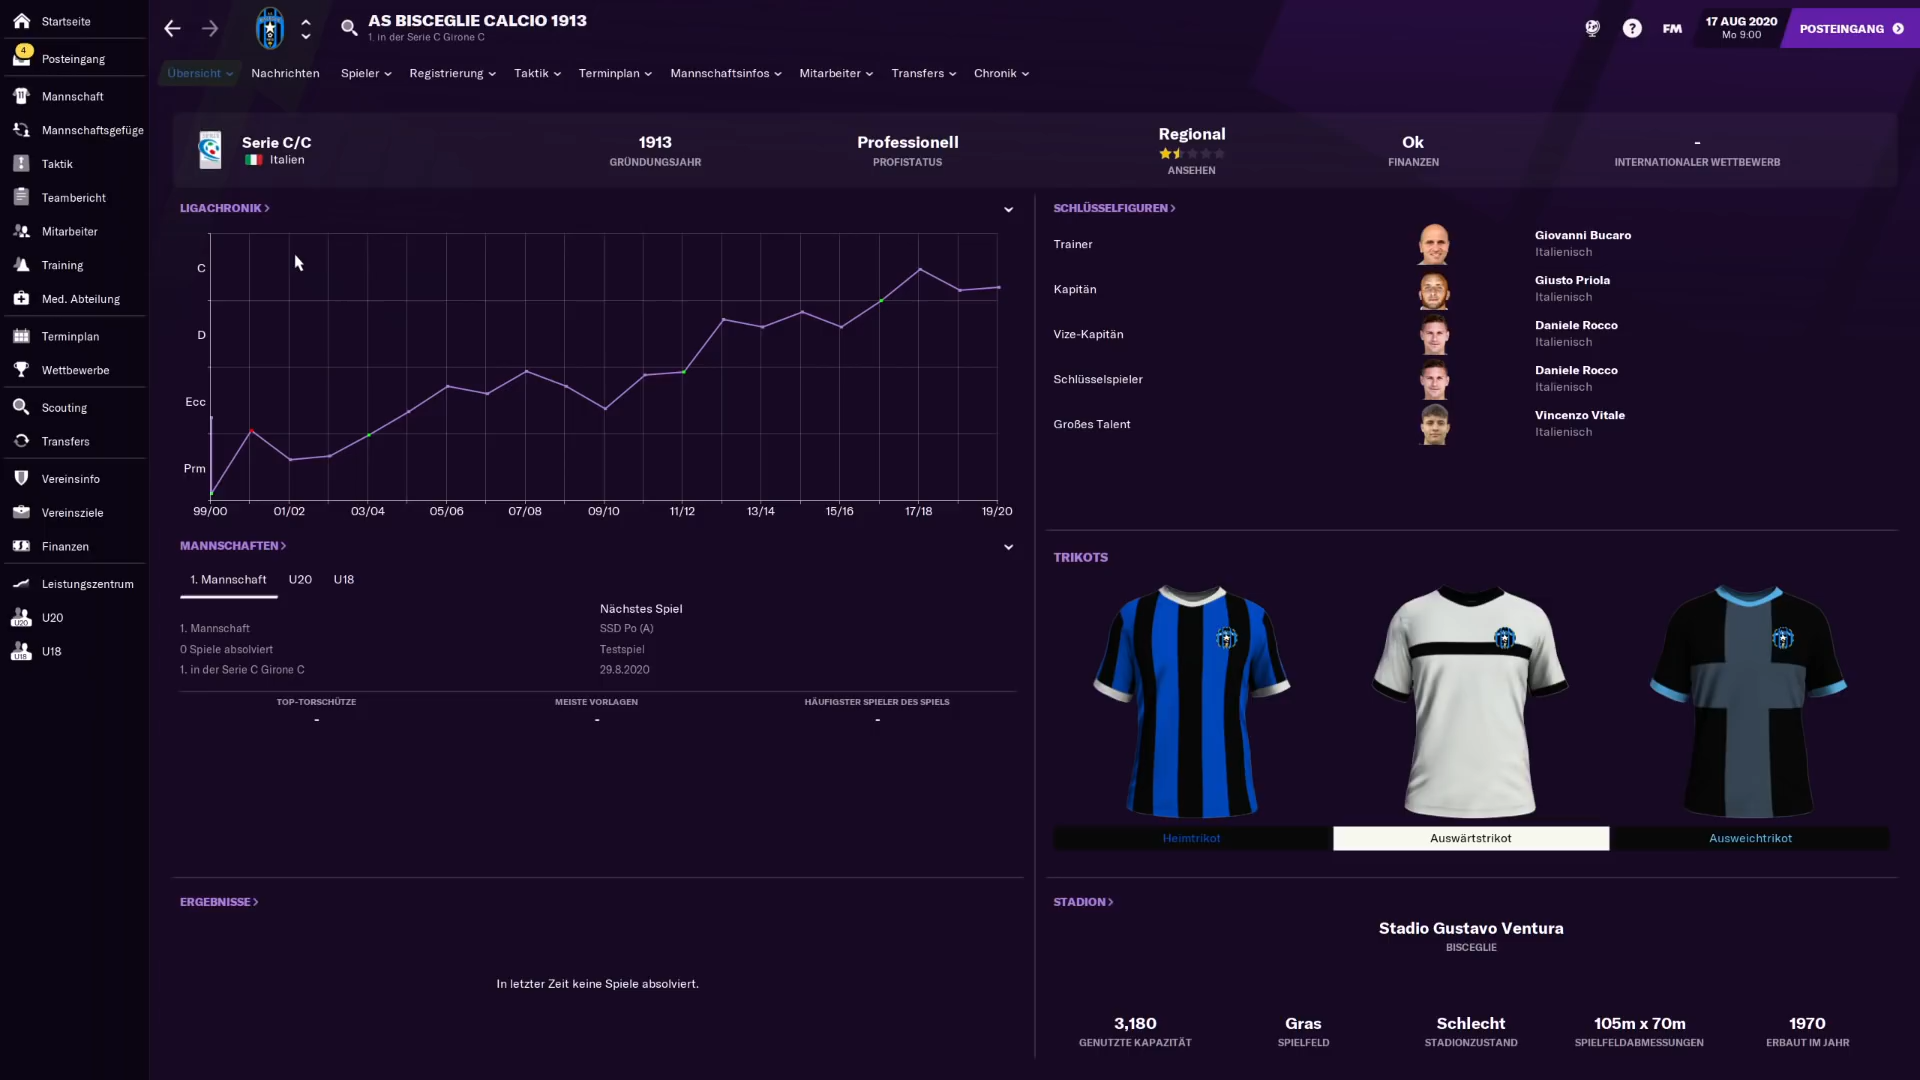 Startseite
4
Posteingang
Mannschaft
Mannschaftsgefüge
Taktik
Teambericht
Mitarbeiter
Training
Med. Abteilung
Terminplan
Wettbewerbe
Scouting
Transfers
Vereinsinfo
Vereinsziele
Finanzen
Leistungszentrum
U20
U20
U18
U18
AS BISCEGLIE CALCIO 1913
1. in der Serie C Girone C
FM
17 AUG 2020
Mo 9:00
POSTEINGANG
Übersicht Nachrichten Spieler Registrierung Taktik Terminplan Mannschaftsinfos Mitarbeiter Transfers Chronik
Serie C/C
Italien
1913
GRÜNDUNGSJAHR
Professionell
PROFISTATUS
Regional
ANSEHEN
Ok
FINANZEN
-
INTERNATIONALER WETTBEWERB
LIGACHRONIK
C
D
Ecc
Prm
99/00 01/02 03/04 05/06 07/08 09/10 11/12 13/14 15/16 17/18 19/20
MANNSCHAFTEN
1. Mannschaft U20 U18
Nächstes Spiel
1. Mannschaft SSD Po (A)
0 Spiele absolviert Testspiel
1. in der Serie C Girone C 29.8.2020
TOP-TORSCHÜTZE MEISTE VORLAGEN HÄUFIGSTER SPIELER DES SPIELS
- - -
ERGEBNISSE
In letzter Zeit keine Spiele absolviert.
SCHLÜSSELFIGUREN
Trainer Giovanni Bucaro
Italienisch
Kapitän Giusto Priola
Italienisch
Vize-Kapitän Daniele Rocco
Italienisch
Schlüsselspieler Daniele Rocco
Italienisch
Großes Talent Vincenzo Vitale
Italienisch
TRIKOTS
Heimtrikot Auswärtstrikot Ausweichtrikot
STADION
Stadio Gustavo Ventura
BISCEGLIE
3,180 Gras Schlecht 105m x 70m 1970
GENUTZTE KAPAZITÄT SPIELFELD STADIONZUSTAND SPIELFELDABMESSUNGEN ERBAUT IM JAHR